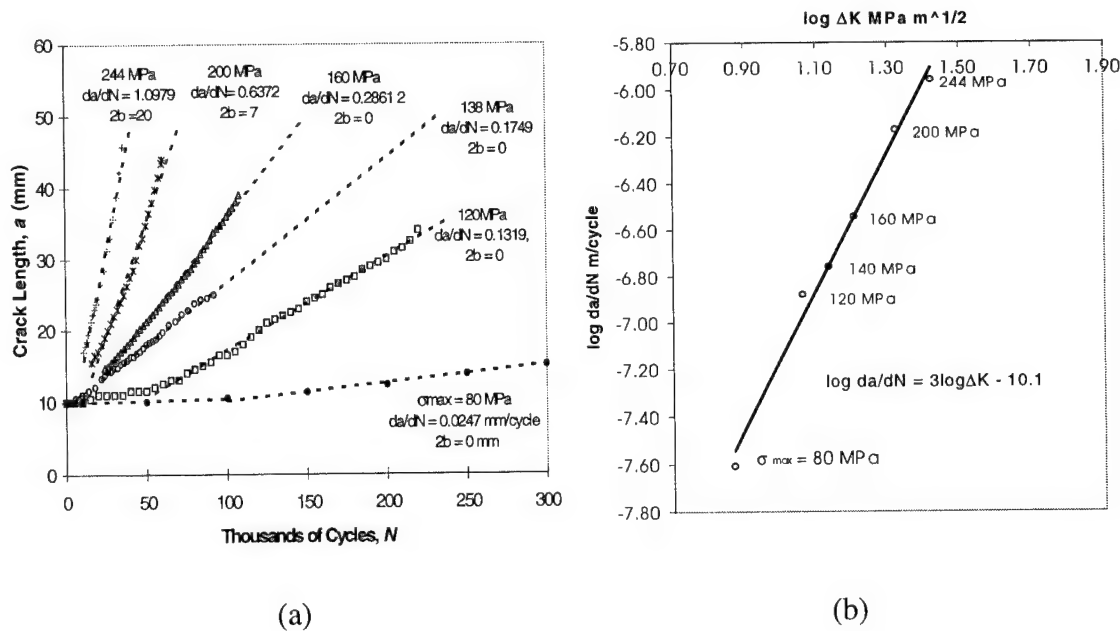 60
50
40
30
20
10
0
Crack Length, a (mm)
244 MPa
da/dN = 1.0979
2b=20
200 MPa
da/dN = 0.6372
2b = 7
160 MPa
da/dN = 0.2861 2
2b = 0
138 MPa
da/dN = 0.1749
2b = 0
120MPa
da/dN = 0.1319,
2b = 0
σmax = 80 MPa
da/dN = 0.0247 mm/cycle
2b = 0 mm
0 50 100 150 200 250 300
Thousands of Cycles, N
(a)
log ΔK MPa m^1/2
0.70 0.90 1.10 1.30 1.50 1.70 1.90
-5.80
-6.00
-6.20
-6.40
-6.60
-6.80
-7.00
-7.20
-7.40
-7.60
-7.80
log da/dN m/cycle
244 MPa
200 MPa
160 MPa
140 MPa
120 MPa
log da/dN = 3logΔK - 10.1
σ max = 80 MPa
(b)